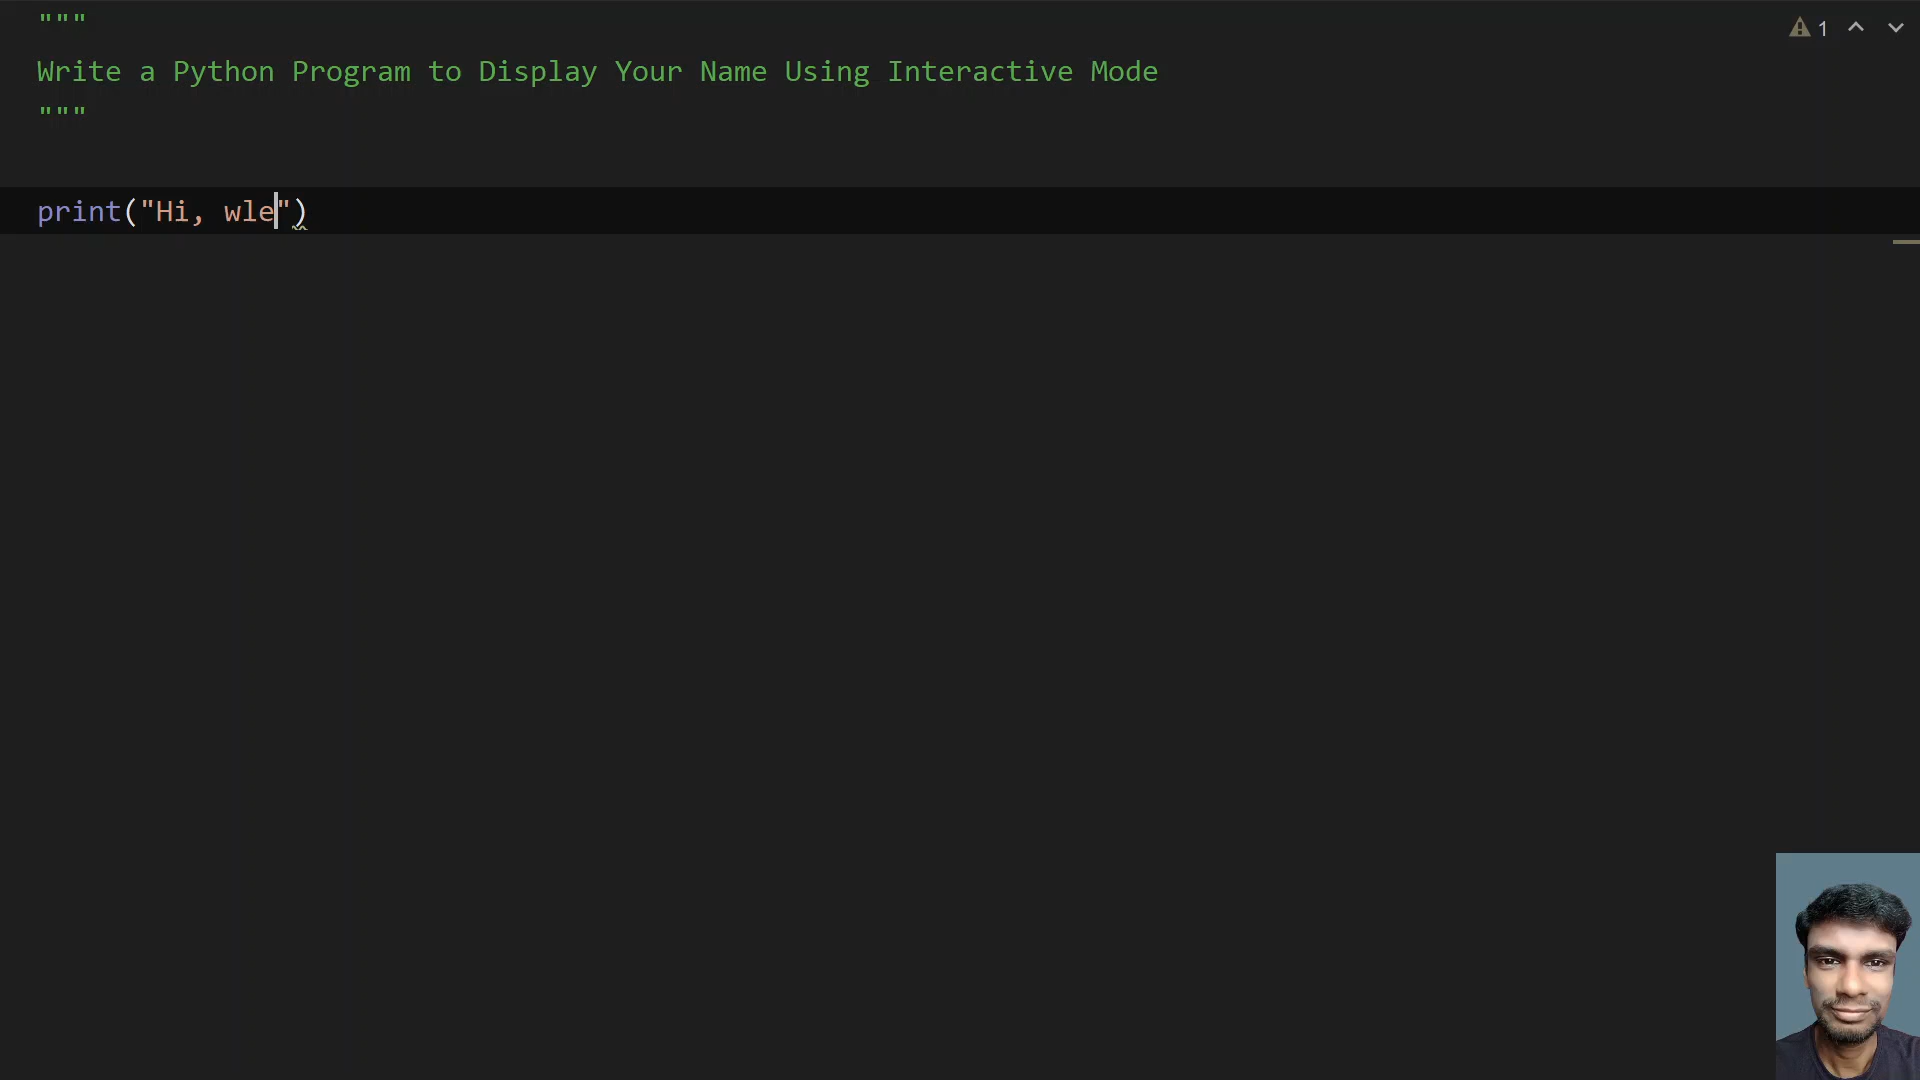 """
Write a Python Program to Display Your Name Using Interactive Mode
"""
print("Hi, wle")
1